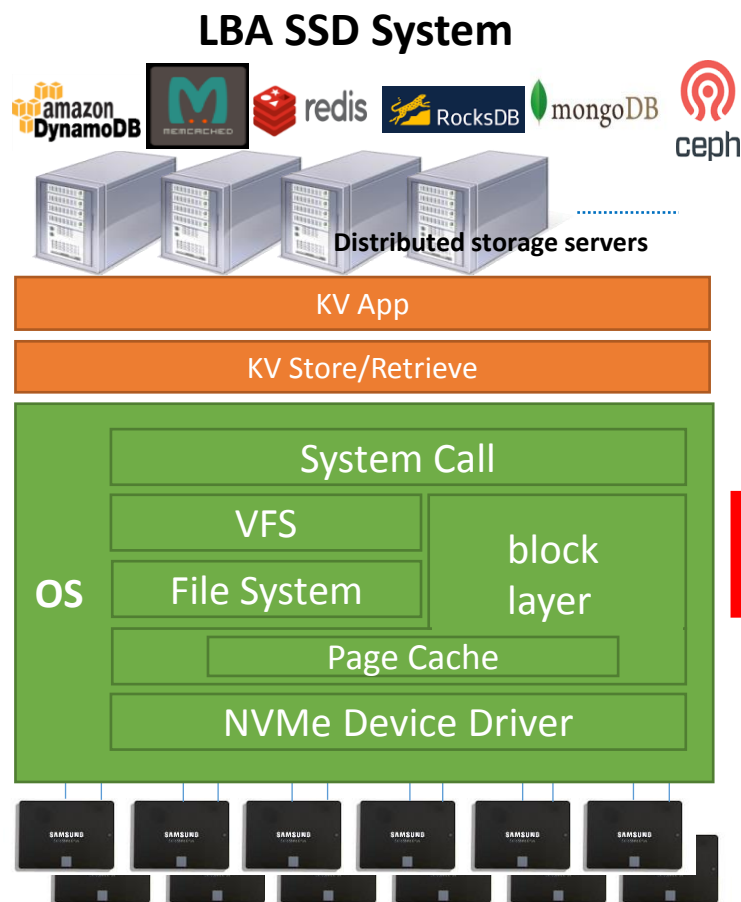 LBA SSD System
amazon
DynamoDB
MEMCACHED
redis
RocksDB
mongoDB
ceph
Distributed storage servers
KV App
KV Store/Retrieve
System Call
VFS
block
layer
OS
File System
Page Cache
NVMe Device Driver
SAMSUNG
SAMSUNG
SAMSUNG
SAMSUNG
SAMSUNG
SAMSUNG